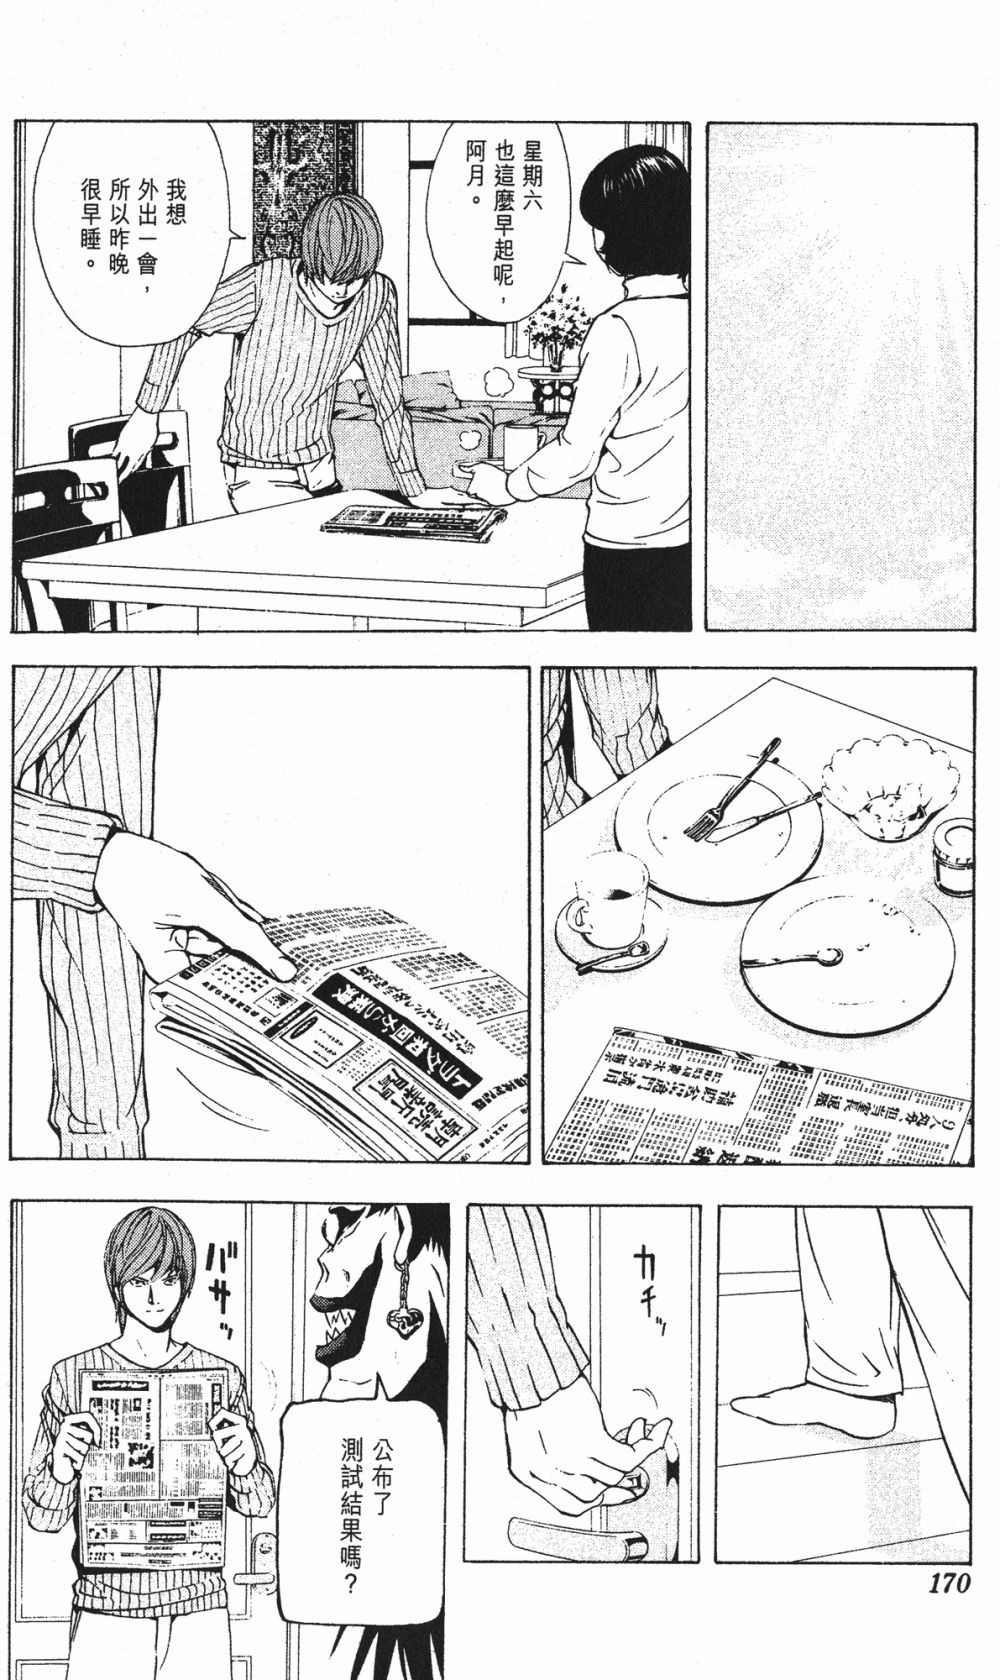 星期六
也這麼早起呢，
阿月。
我想
外出一會，
所以昨晚
很早睡。
カチッ
バサッ
公布了
測試結果嗎？
170